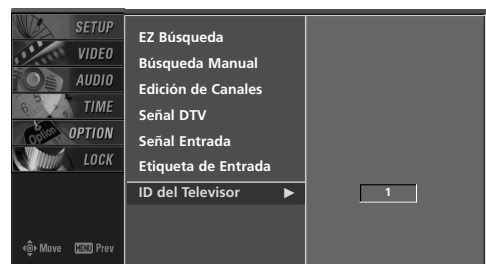 SETUP
VIDEO
AUDIO
TIME
OPTION
LOCK
Move MENU Prev
EZ Búsqueda
Búsqueda Manual
Edición de Canales
Señal DTV
Señal Entrada
Etiqueta de Entrada
ID del Televisor ►
1